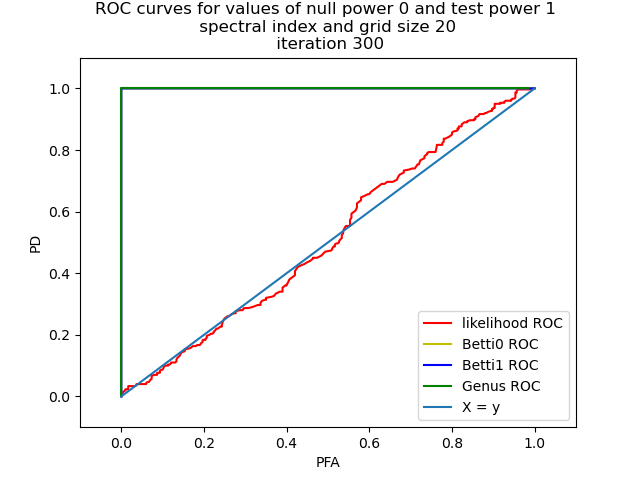 ROC curves for values of null power 0 and test power 1
spectral index and grid size 20
iteration 300
PD
1.0
0.8
0.6
0.4
0.2
0.0
likelihood ROC
Betti0 ROC
Betti1 ROC
Genus ROC
X = y
0.0 0.2 0.4 0.6 0.8 1.0
PFA